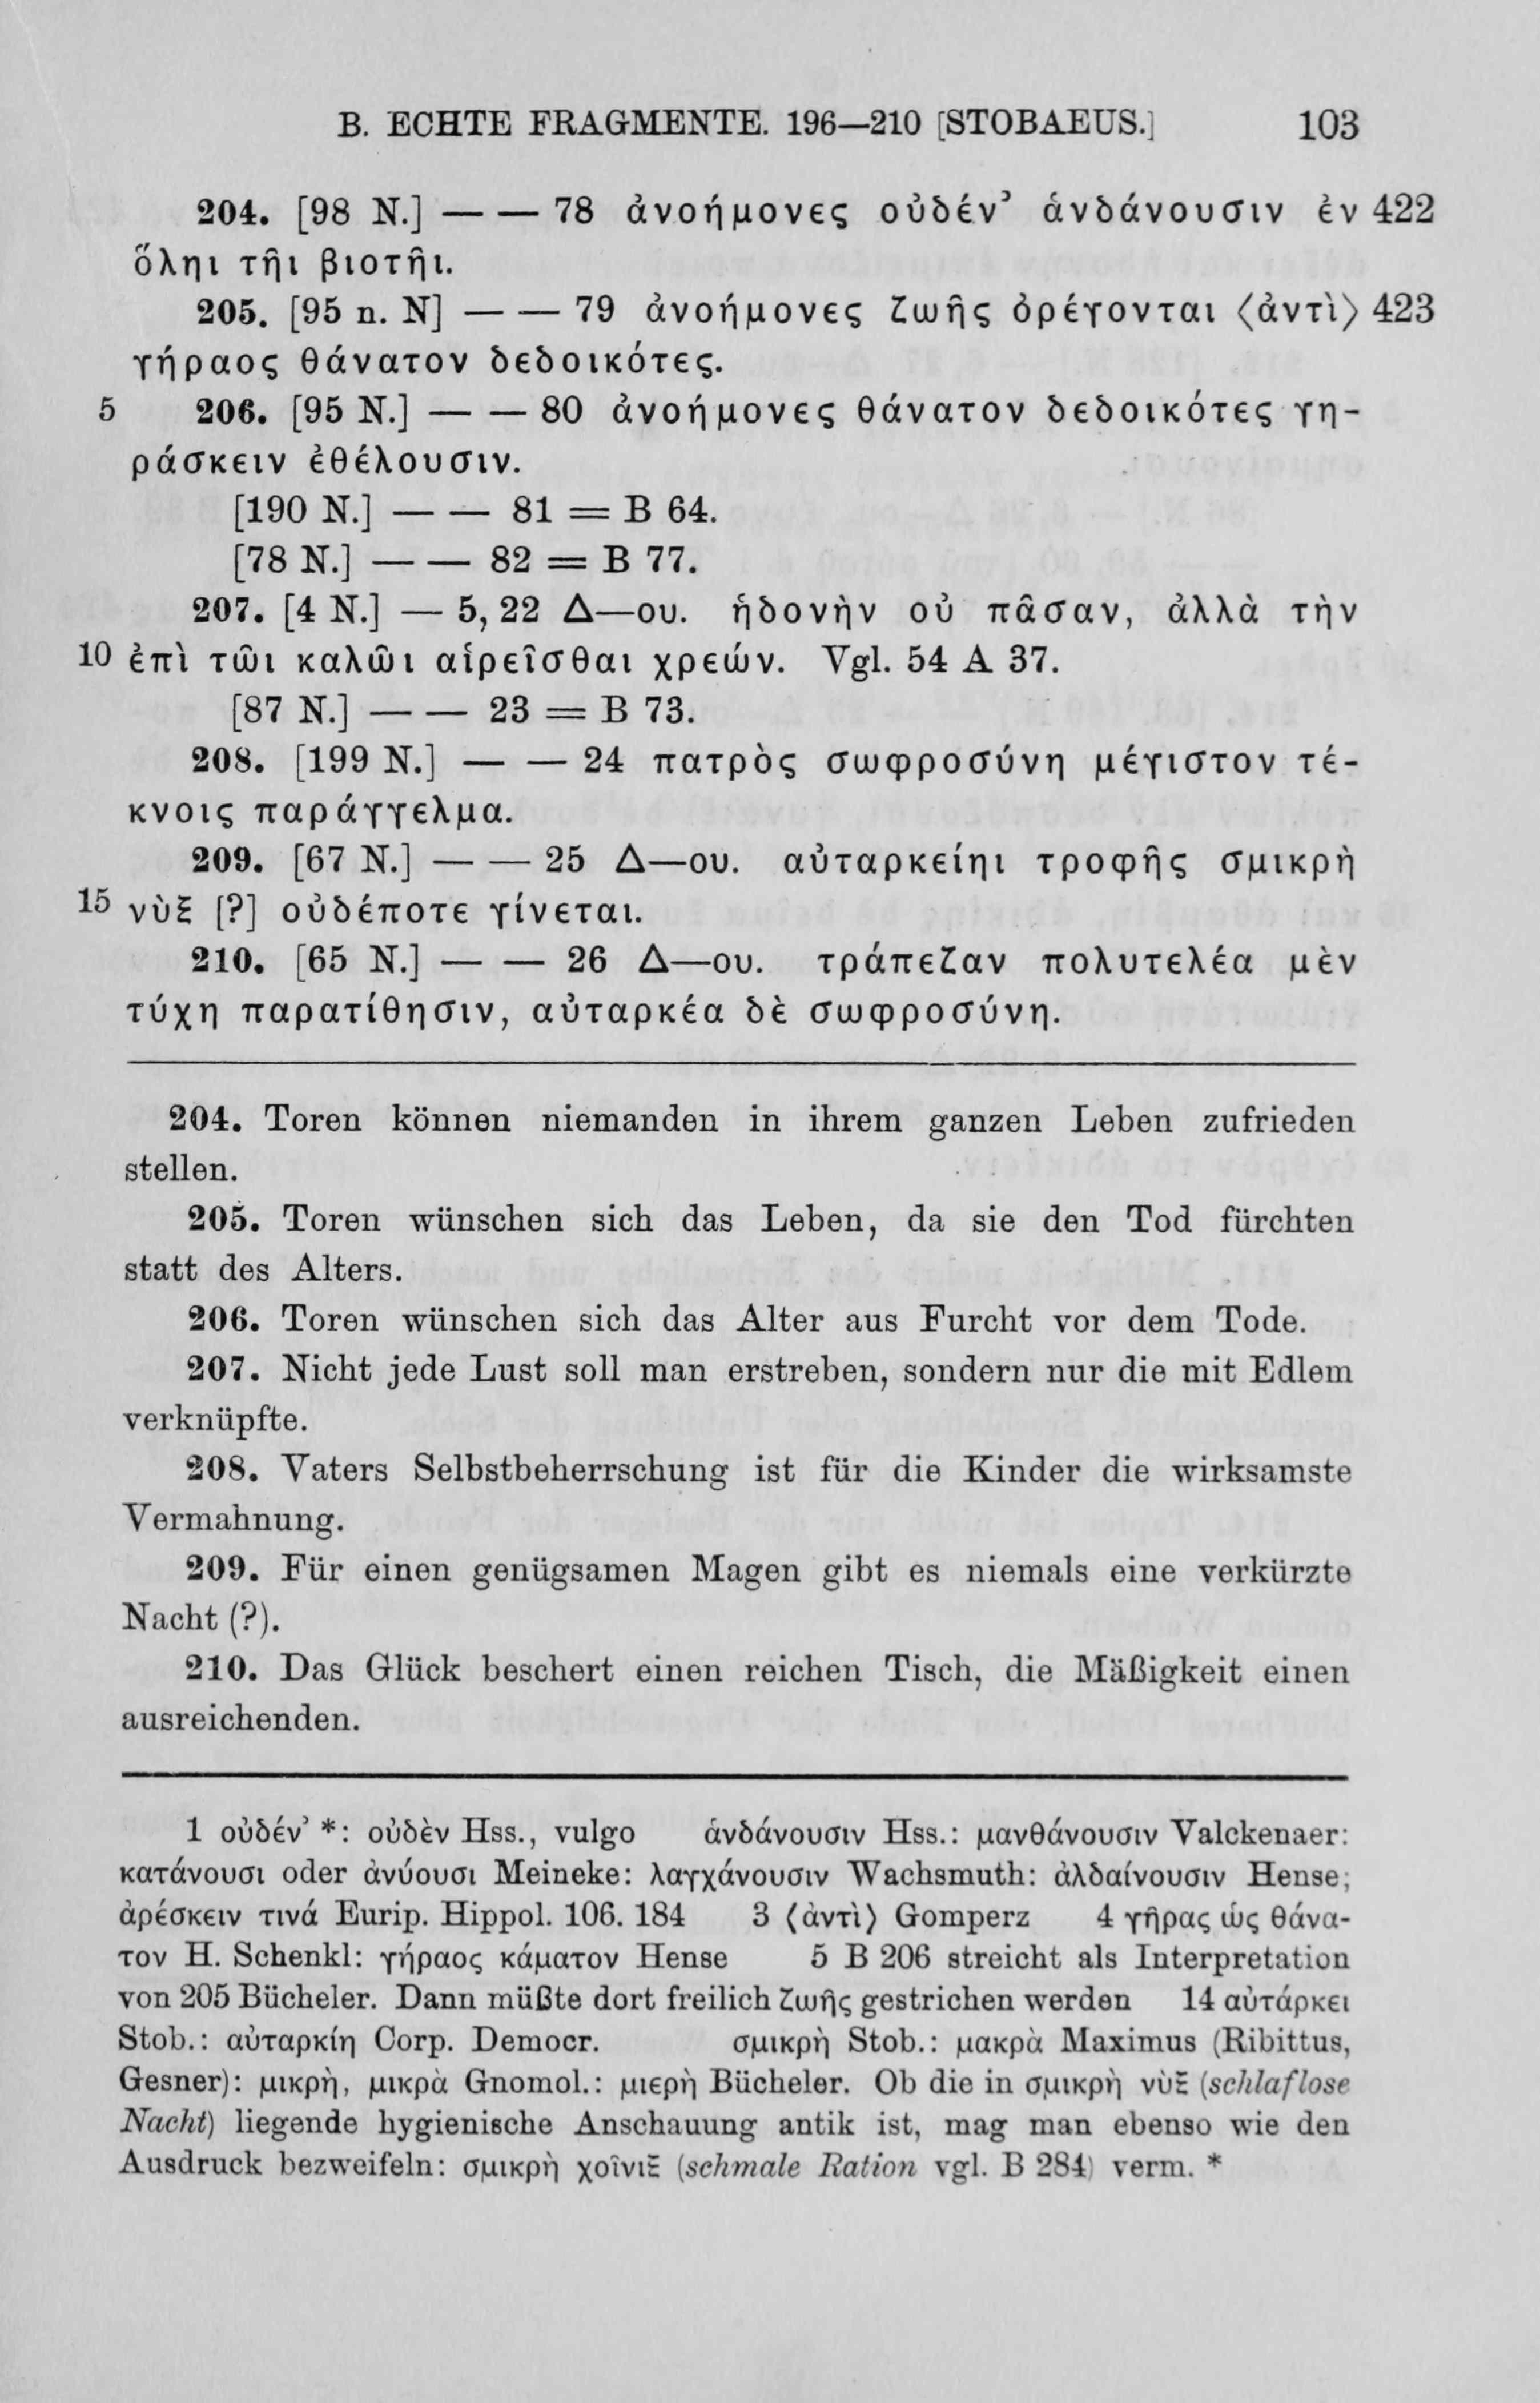 B. ECHTE FRAGMENTE. 196—210 [STOBAEUS.] 103
204. [98 N.] — — 78 ἀνοήμονες οὐδέν’ ἁνδάνουσιν ἐν 422
ὅληι τῆι βιοτῆι.
205. [95 n. N] — — 79 ἀνοήμονες ζωῆς ὀρέγονται ⟨ἀντὶ⟩ 423
γήραος θάνατον δεδοικότες.
5 206. [95 N.] — — 80 ἀνοήμονες θάνατον δεδοικότες γη-
ράσκειν ἐθέλουσιν.
[190 N.] — — 81 = B 64.
[78 N.] — — 82 = B 77.
207. [4 N.] — 5, 22 Δ—ου. ἡδονὴν οὐ πᾶσαν, ἀλλὰ τὴν
10 ἐπὶ τῶι καλῶι αἱρεῖσθαι χρεών. Vgl. 54 A 37.
[87 N.] — — 23 = B 73.
208. [199 N.] — — 24 πατρὸς σωφροσύνη μέγιστον τέ-
κνοις παράγγελμα.
209. [67 N.] — — 25 Δ—ου. αὐταρκείηι τροφῆς σμικρὴ
15 νὺξ [?] οὐδέποτε γίνεται.
210. [65 N.] — — 26 Δ—ου. τράπεζαν πολυτελέα μὲν
τύχη παρατίθησιν, αὐταρκέα δὲ σωφροσύνη.
204. Toren können niemanden in ihrem ganzen Leben zufrieden
stellen.
205. Toren wünschen sich das Leben, da sie den Tod fürchten
statt des Alters.
206. Toren wünschen sich das Alter aus Furcht vor dem Tode.
207. Nicht jede Lust soll man erstreben, sondern nur die mit Edlem
verknüpfte.
208. Vaters Selbstbeherrschung ist für die Kinder die wirksamste
Vermahnung.
209. Für einen genügsamen Magen gibt es niemals eine verkürzte
Nacht (?).
210. Das Glück beschert einen reichen Tisch, die Mäßigkeit einen
ausreichenden.
1 οὐδέν’ *: οὐδὲν Hss., vulgo ἁνδάνουσιν Hss.: μανθάνουσιν Valckenaer:
κατάνουσι oder ἀνύουσι Meineke: λαγχάνουσιν Wachsmuth: ἀλδαίνουσιν Hense;
ἀρέσκειν τινά Eurip. Hippol. 106. 184 3 ⟨ἀντὶ⟩ Gomperz 4 γῆρας ὡς θάνα-
τον H. Schenkl: γήραος κάματον Hense 5 B 206 streicht als Interpretation
von 205 Bücheler. Dann müßte dort freilich ζωῆς gestrichen werden 14 αὐτάρκει
Stob.: αὐταρκίη Corp. Democr. σμικρὴ Stob.: μακρὰ Maximus (Ribittus,
Gesner): μικρὴ, μικρὰ Gnomol.: μιερὴ Bücheler. Ob die in σμικρὴ νὺξ (schlaflose
Nacht) liegende hygienische Anschauung antik ist, mag man ebenso wie den
Ausdruck bezweifeln: σμικρὴ χοῖνιξ (schmale Ration vgl. B 284) verm. *